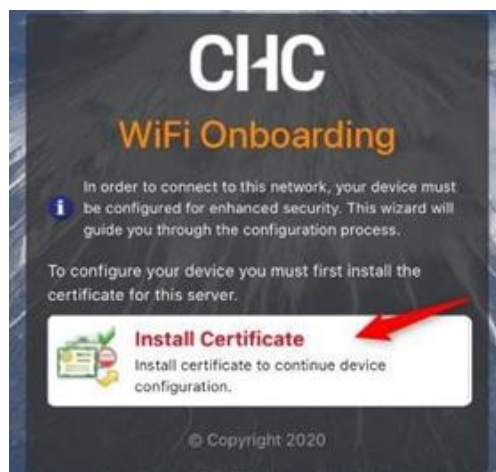 CHC
WiFi Onboarding
In order to connect to this network, your device must
be configured for enhanced security. This wizard will
guide you through the configuration process.
To configure your device you must first install the
certificate for this server.
Install Certificate
Install certificate to continue device
configuration.
© Copyright 2020